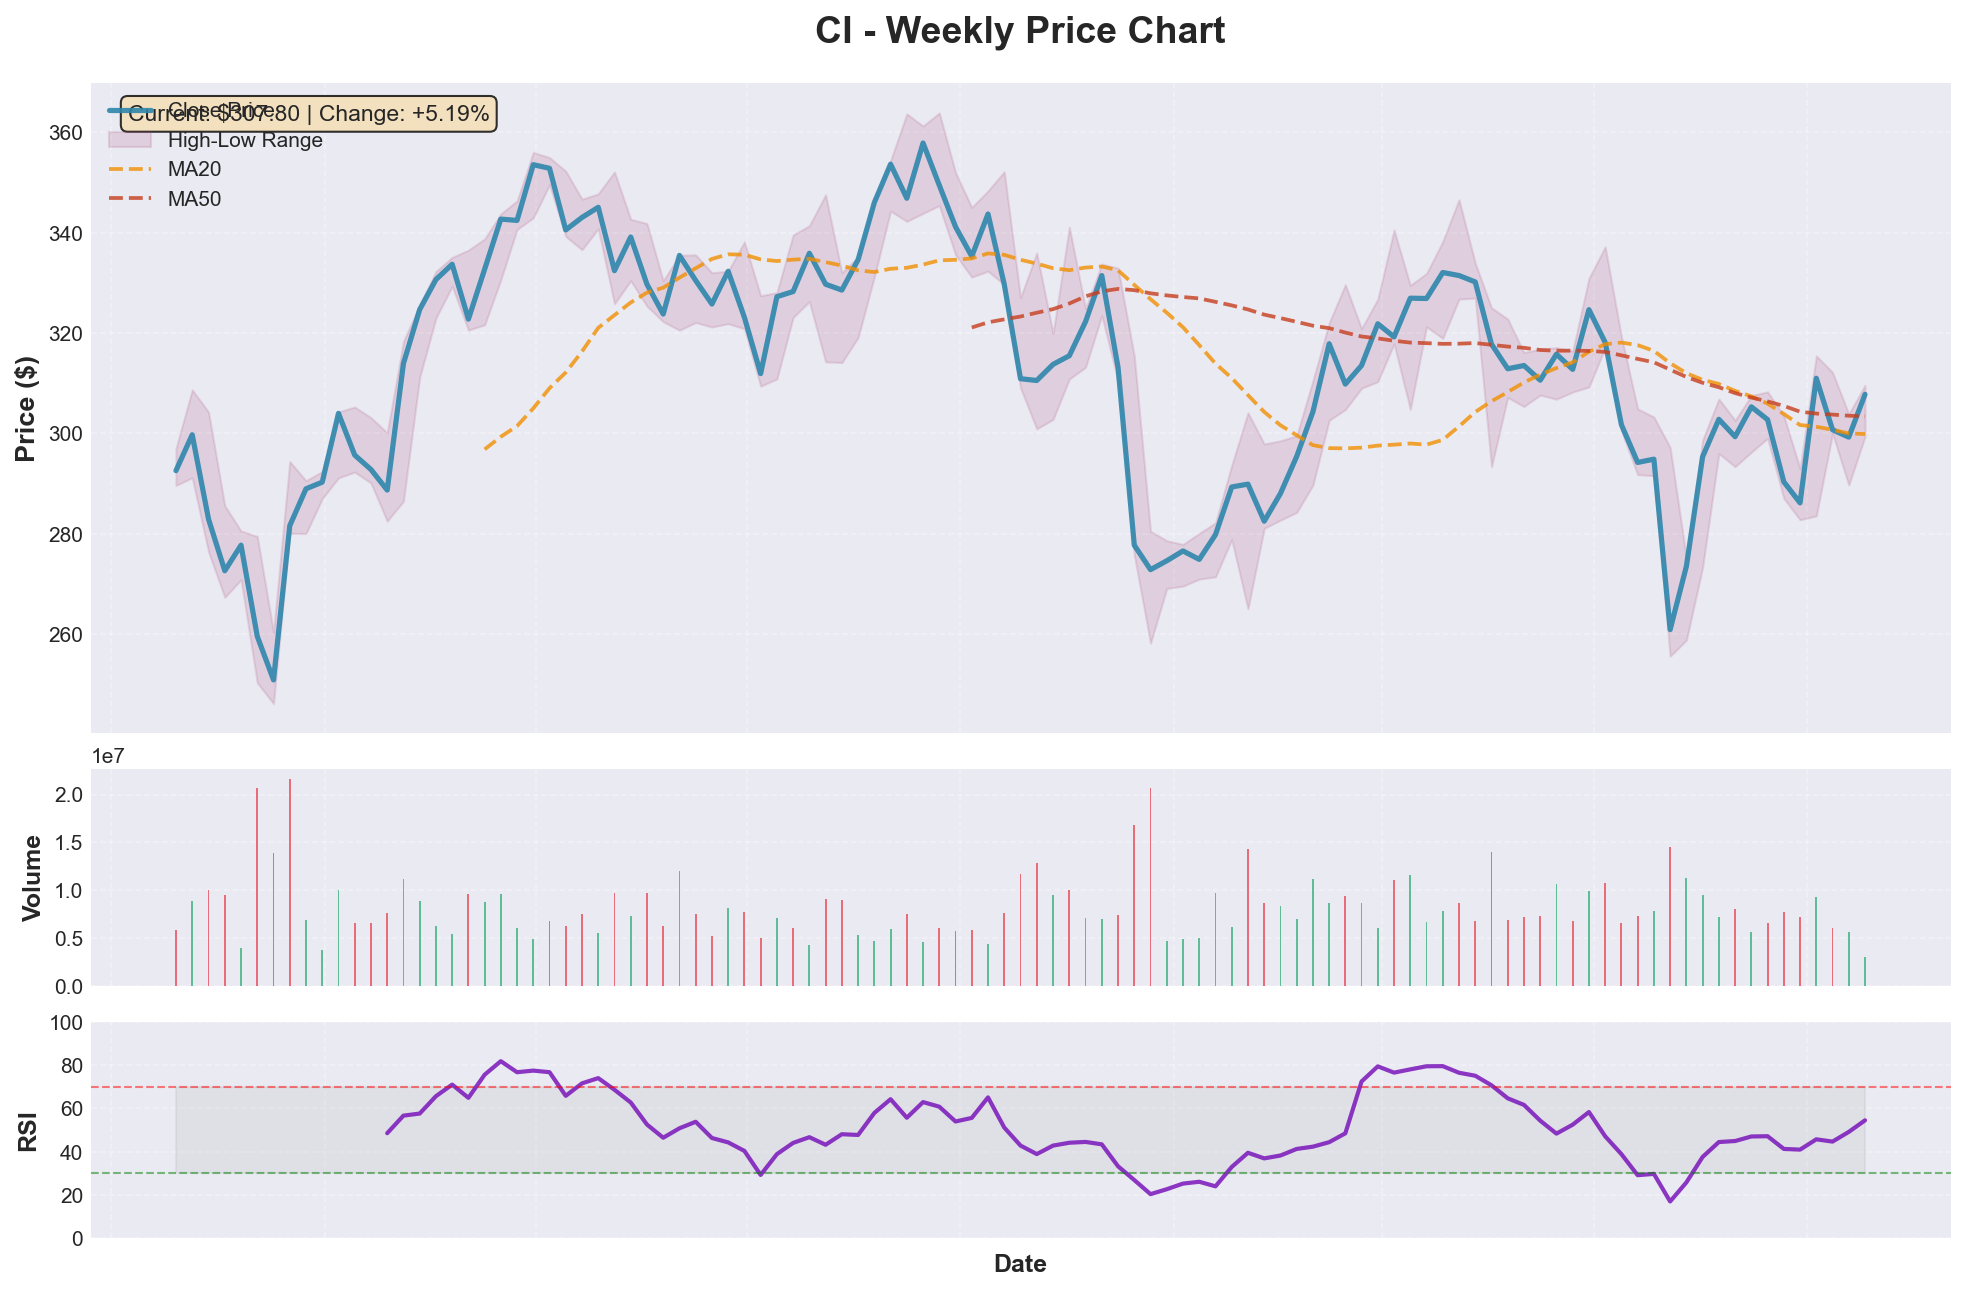 CI - Weekly Price Chart
Current: $307.80 | Change: +5.19%
Close Price
High-Low Range
MA20
MA50
Price ($)
360
340
320
300
280
260
1e7
Volume
2.0
1.5
1.0
0.5
0.0
RSI
100
80
60
40
20
0
Date